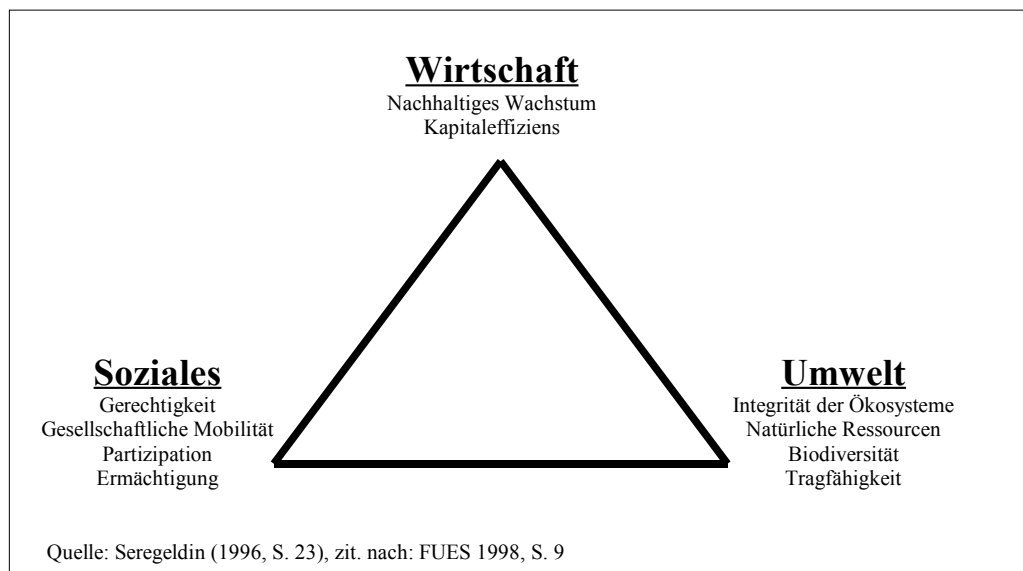 Wirtschaft
Nachhaltiges Wachstum
Kapitaleffiziens
Soziales
Gerechtigkeit
Gesellschaftliche Mobilität
Partizipation
Ermächtigung
Umwelt
Integrität der Ökosysteme
Natürliche Ressourcen
Biodiversität
Tragfähigkeit
Quelle: Seregeldin (1996, S. 23), zit. nach: FUES 1998, S. 9